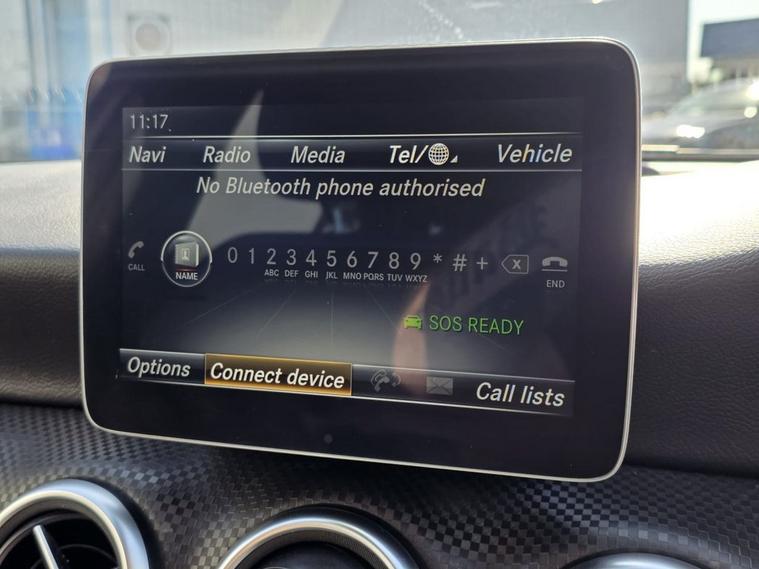 11:17
Navi Radio Media Tel/ Vehicle
No Bluetooth phone authorised
CALL NAME 0 1 2 3 4 5 6 7 8 9 * # + X END
ABC DEF GHI JKL MNO PQRS TUV WXYZ
SOS READY
Options Connect device Call lists